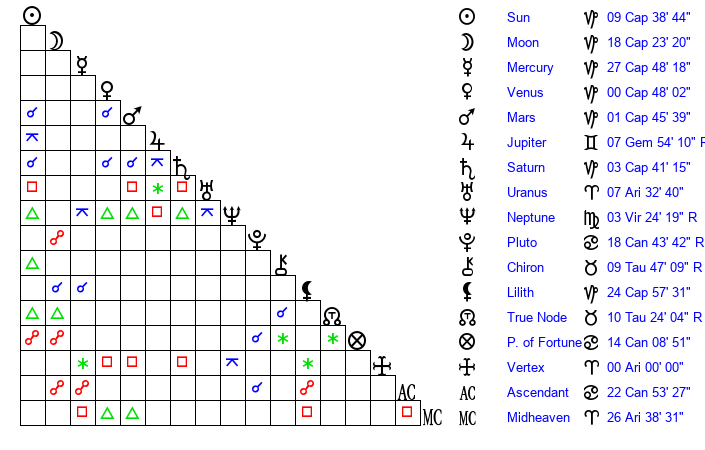 Sun 09 Cap 38' 44"
Moon 18 Cap 23' 20"
Mercury 27 Cap 48' 18"
Venus 00 Cap 48' 02"
Mars 01 Cap 45' 39"
Jupiter 07 Gem 54' 10" R
Saturn 03 Cap 41' 15"
Uranus 07 Ari 32' 40"
Neptune 03 Vir 24' 19" R
Pluto 18 Can 43' 42" R
Chiron 09 Tau 47' 09" R
Lilith 24 Cap 57' 31"
True Node 10 Tau 24' 04" R
P. of Fortune 14 Can 08' 51"
Vertex 00 Ari 00' 00"
AC AC Ascendant 22 Can 53' 27"
MC MC Midheaven 26 Ari 38' 31"